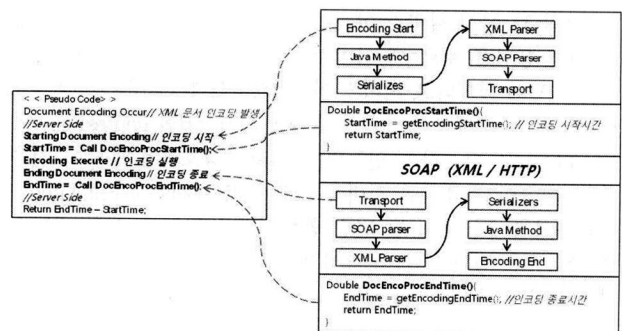 < < Pseudo Code> >
Document Encoding Occur// XML 문서 인코딩 발생
//Server Side
Starting Document Encoding// 인코딩 시작
StartTime = Call DocEncoProcStartTime();
Encoding Execute // 인코딩 실행
Ending Document Encoding// 인코딩 종료
EndTime = Call DocEncoProcEndTime();
//Server Side
Return EndTime – StartTime;
Encoding Start
Java Method
Serializes
XML Parser
SOAP Parser
Transport
Double DocEncoProcStartTime(){
StartTime = getEncodingStartTime(); // 인코딩 시작시간
return StartTime;
}
SOAP (XML / HTTP)
Transport
SOAP parser
XML Parser
Serializers
Java Method
Encoding End
Double DocEncoProcEndTime(){
EndTime = getEncodingEndTime(); //인코딩 종료시간
return EndTime;
}